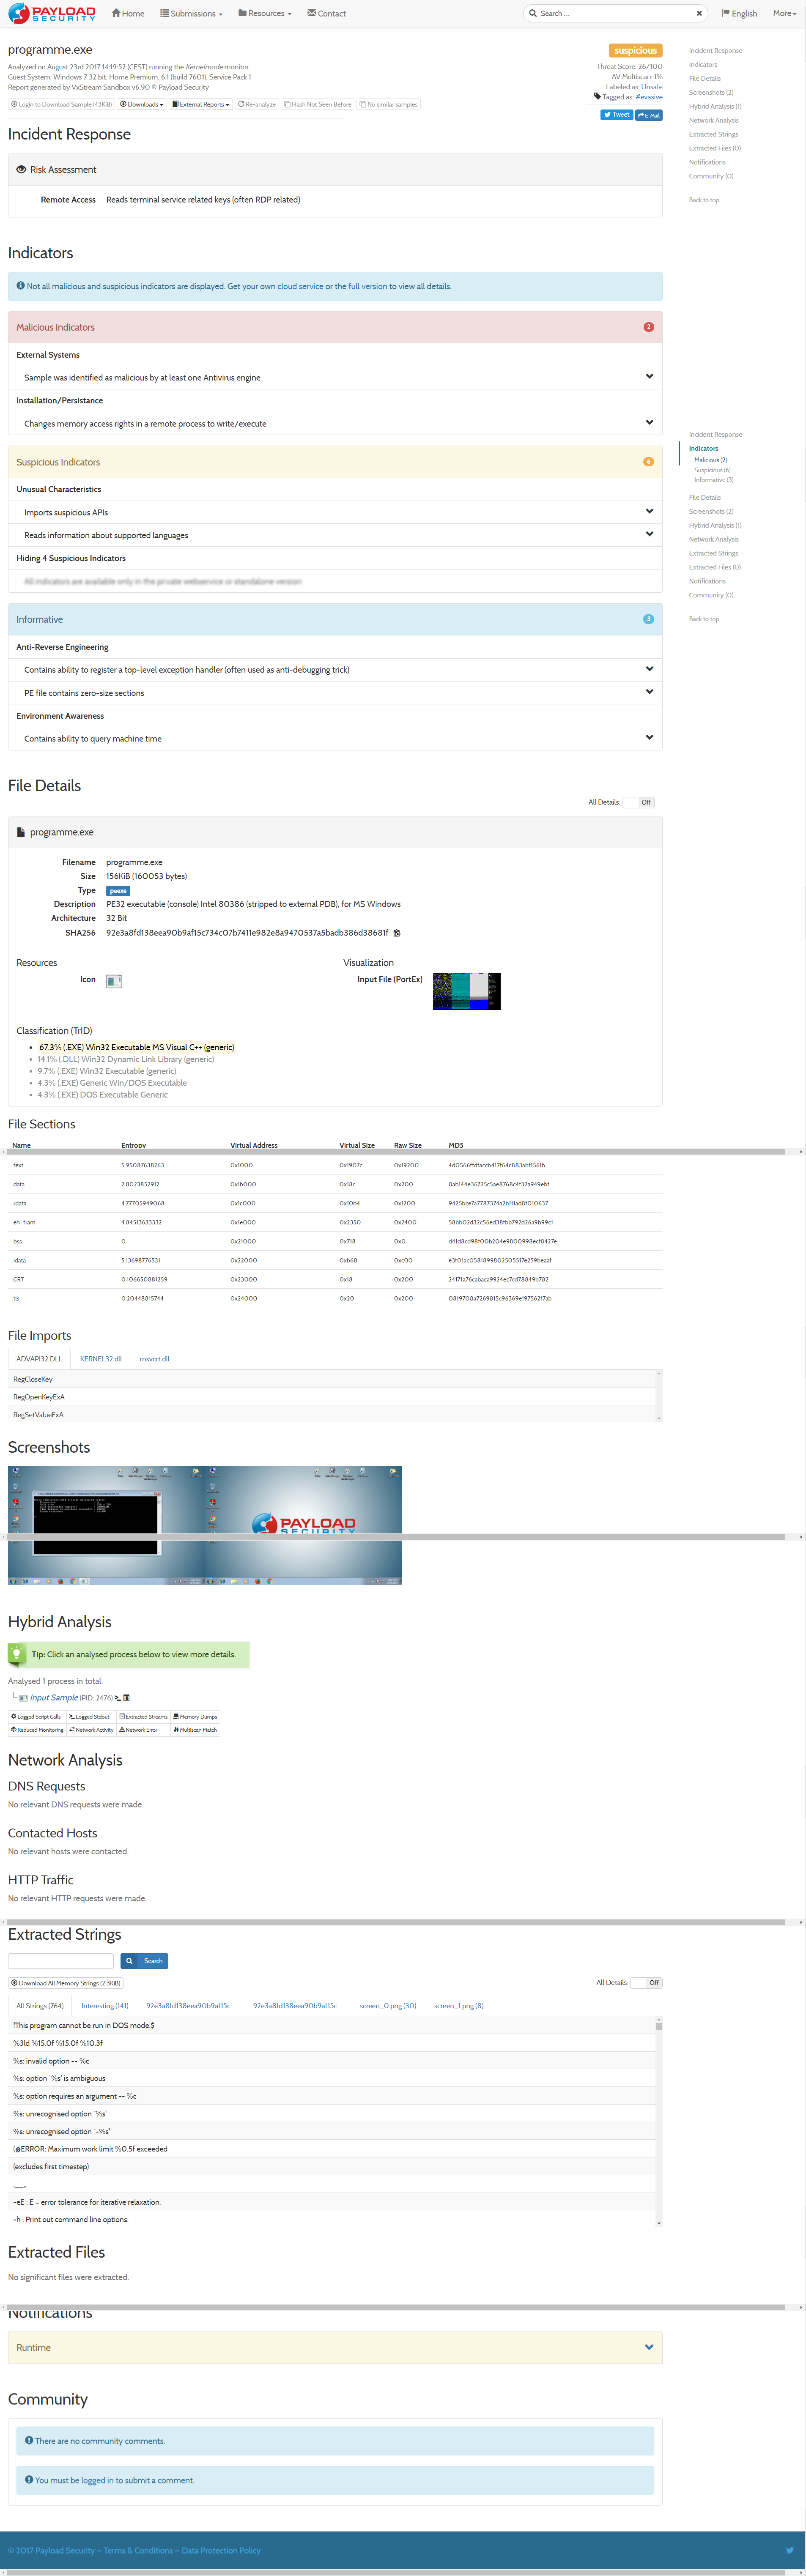 PAYLOAD SECURITY
Home Submissions Resources Contact Search ... English More
programme.exe
Analyzed on August 23rd 2017 14:19:52 (CEST) running the Kernelmode monitor
Guest System: Windows 7 32 bit, Home Premium, 6.1 (build 7601), Service Pack 1
Report generated by VxStream Sandbox v6.90 © Payload Security
suspicious
Threat Score: 26/100
AV Multiscan: 1%
Labeled as: Unsafe
Tagged as: #evasive
Login to Download Sample (43KiB) Downloads External Reports Re-analyze Hash Not Seen Before No similar samples
Tweet E-Mail
Incident Response
Indicators
File Details
Screenshots (2)
Hybrid Analysis (1)
Network Analysis
Extracted Strings
Extracted Files (0)
Notifications
Community (0)
Back to top
Incident Response
Risk Assessment
Remote Access Reads terminal service related keys (often RDP related)
Indicators
Not all malicious and suspicious indicators are displayed. Get your own cloud service or the full version to view all details.
Malicious Indicators 2
External Systems
Sample was identified as malicious by at least one Antivirus engine
Installation/Persistance
Changes memory access rights in a remote process to write/execute
Suspicious Indicators 6
Unusual Characteristics
Imports suspicious APIs
Reads information about supported languages
Hiding 4 Suspicious Indicators
All indicators are available only in the private webservice or standalone version
Incident Response
Indicators
Malicious (2)
Suspicious (6)
Informative (3)
File Details
Screenshots (2)
Hybrid Analysis (1)
Network Analysis
Extracted Strings
Extracted Files (0)
Notifications
Community (0)
Back to top
Informative 3
Anti-Reverse Engineering
Contains ability to register a top-level exception handler (often used as anti-debugging trick)
PE file contains zero-size sections
Environment Awareness
Contains ability to query machine time
File Details
All Details: Off
programme.exe
Filename programme.exe
Size 156KiB (160053 bytes)
Type peexe
Description PE32 executable (console) Intel 80386 (stripped to external PDB), for MS Windows
Architecture 32 Bit
SHA256 92e3a8fd138eea90b9af15c734c07b7411e982e8a9470537a5badb386d38681f
Resources Visualization
Icon Input File (PortEx)
Classification (TrID)
67.3% (.EXE) Win32 Executable MS Visual C++ (generic)
14.1% (.DLL) Win32 Dynamic Link Library (generic)
9.7% (.EXE) Win32 Executable (generic)
4.3% (.EXE) Generic Win/DOS Executable
4.3% (.EXE) DOS Executable Generic
File Sections
Name Entropy Virtual Address Virtual Size Raw Size MD5
.text 5.95087638263 0x1000 0x1907c 0x19200 4d0566ffdfaccb417f64c883abf1561b
.data 2.8023852912 0x1b000 0x18c 0x200 8ab144e36725c5ae8768c4f32a949ebf
.rdata 4.77705949068 0x1c000 0x10b4 0x1200 9425bce7a7787374a2b111ad8f010637
.eh_fram 4.84513633332 0x1e000 0x2350 0x2400 58bb02d32c56ed38fbb792d26a9b99c1
.bss 0 0x21000 0x718 0x0 d41d8cd98f00b204e9800998ecf8427e
.idata 5.13698776531 0x22000 0xb68 0xc00 e3f01ac0581899802505517e259beaaf
.CRT 0.106650881259 0x23000 0x18 0x200 24171a76cabaca9924ec7cd78849b782
.tls 0.20448815744 0x24000 0x20 0x200 0819708a7269815c96369e197562f7ab
File Imports
ADVAPI32.DLL KERNEL32.dll msvcrt.dll
RegCloseKey
RegOpenKeyExA
RegSetValueExA
Screenshots
PAYLOAD SECURITY
Hybrid Analysis
Tip: Click an analysed process below to view more details.
Analysed 1 process in total.
Input Sample (PID: 2476)
Logged Script Calls Logged Stdout Extracted Streams Memory Dumps
Reduced Monitoring Network Activity Network Error Multiscan Match
Network Analysis
DNS Requests
No relevant DNS requests were made.
Contacted Hosts
No relevant hosts were contacted.
HTTP Traffic
No relevant HTTP requests were made.
Extracted Strings
Search
Download All Memory Strings (2.3KiB)
All Details: Off
All Strings (764) Interesting (141) 92e3a8fd138eea90b9af15c... 92e3a8fd138eea90b9af15c... screen_0.png (30) screen_1.png (8)
!This program cannot be run in DOS mode.$
%3ld %15.0f %15.0f %10.3f
%s: invalid option -- %c
%s: option `%s' is ambiguous
%s: option requires an argument -- %c
%s: unrecognised option `%s'
%s: unrecognised option `-%s'
(@ERROR: Maximum work limit %0.5f exceeded
(excludes first timestep)
-eE : E = error tolerance for iterative relaxation.
-h : Print out command line options.
Extracted Files
No significant files were extracted.
Notifications
Runtime
Community
There are no community comments.
You must be logged in to submit a comment.
© 2017 Payload Security — Terms & Conditions — Data Protection Policy